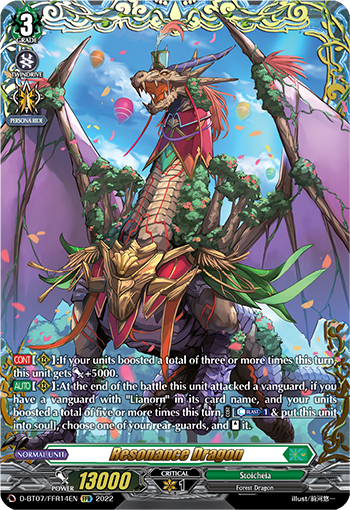 3
GRADE
TWINDRIVE
PERSONA RIDE
CONT :If your units boosted a total of three or more times this turn,
this unit gets +5000.
AUTO :At the end of the battle this unit attacked a vanguard, if you
have a vanguard with "Lianorn" in its card name, and your units
boosted a total of five or more times this turn, COST [C-BLAST 1 & put this unit
into soul], choose one of your rear-guards, and it.
NORMAL UNIT
Resonance Dragon
D-BT07/FFR14EN 2022
POWER 13000
CRITICAL
1
Stoicheia
Forest Dragon
illust/前河悠一